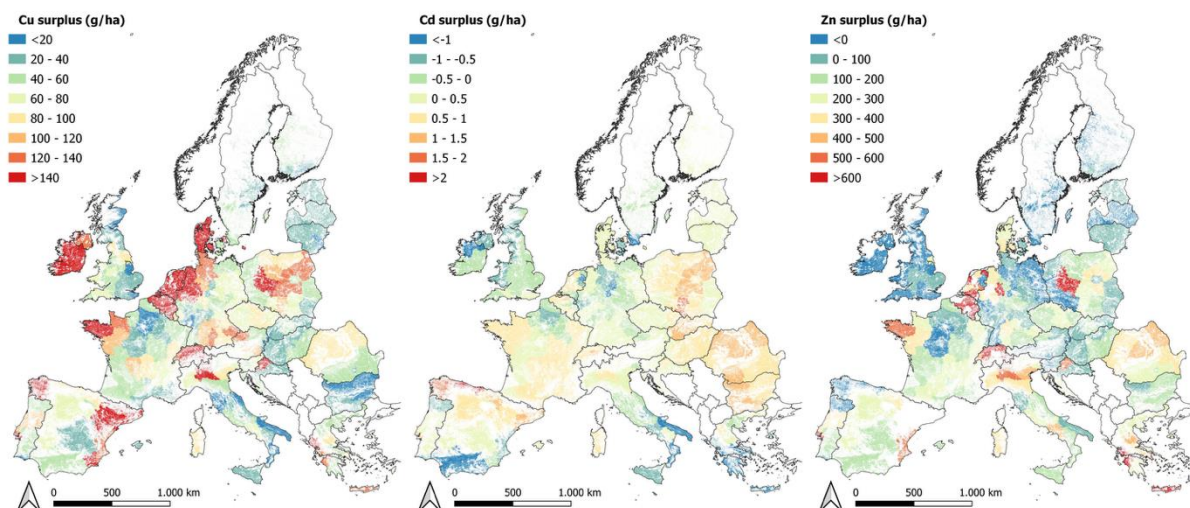 Cu surplus (g/ha)
<20
20 - 40
40 - 60
60 - 80
80 - 100
100 - 120
120 - 140
>140
0 500 1.000 km
Cd surplus (g/ha)
<-1
-1 - -0.5
-0.5 - 0
0 - 0.5
0.5 - 1
1 - 1.5
1.5 - 2
>2
0 500 1.000 km
Zn surplus (g/ha)
<0
0 - 100
100 - 200
200 - 300
300 - 400
400 - 500
500 - 600
>600
0 500 1.000 km